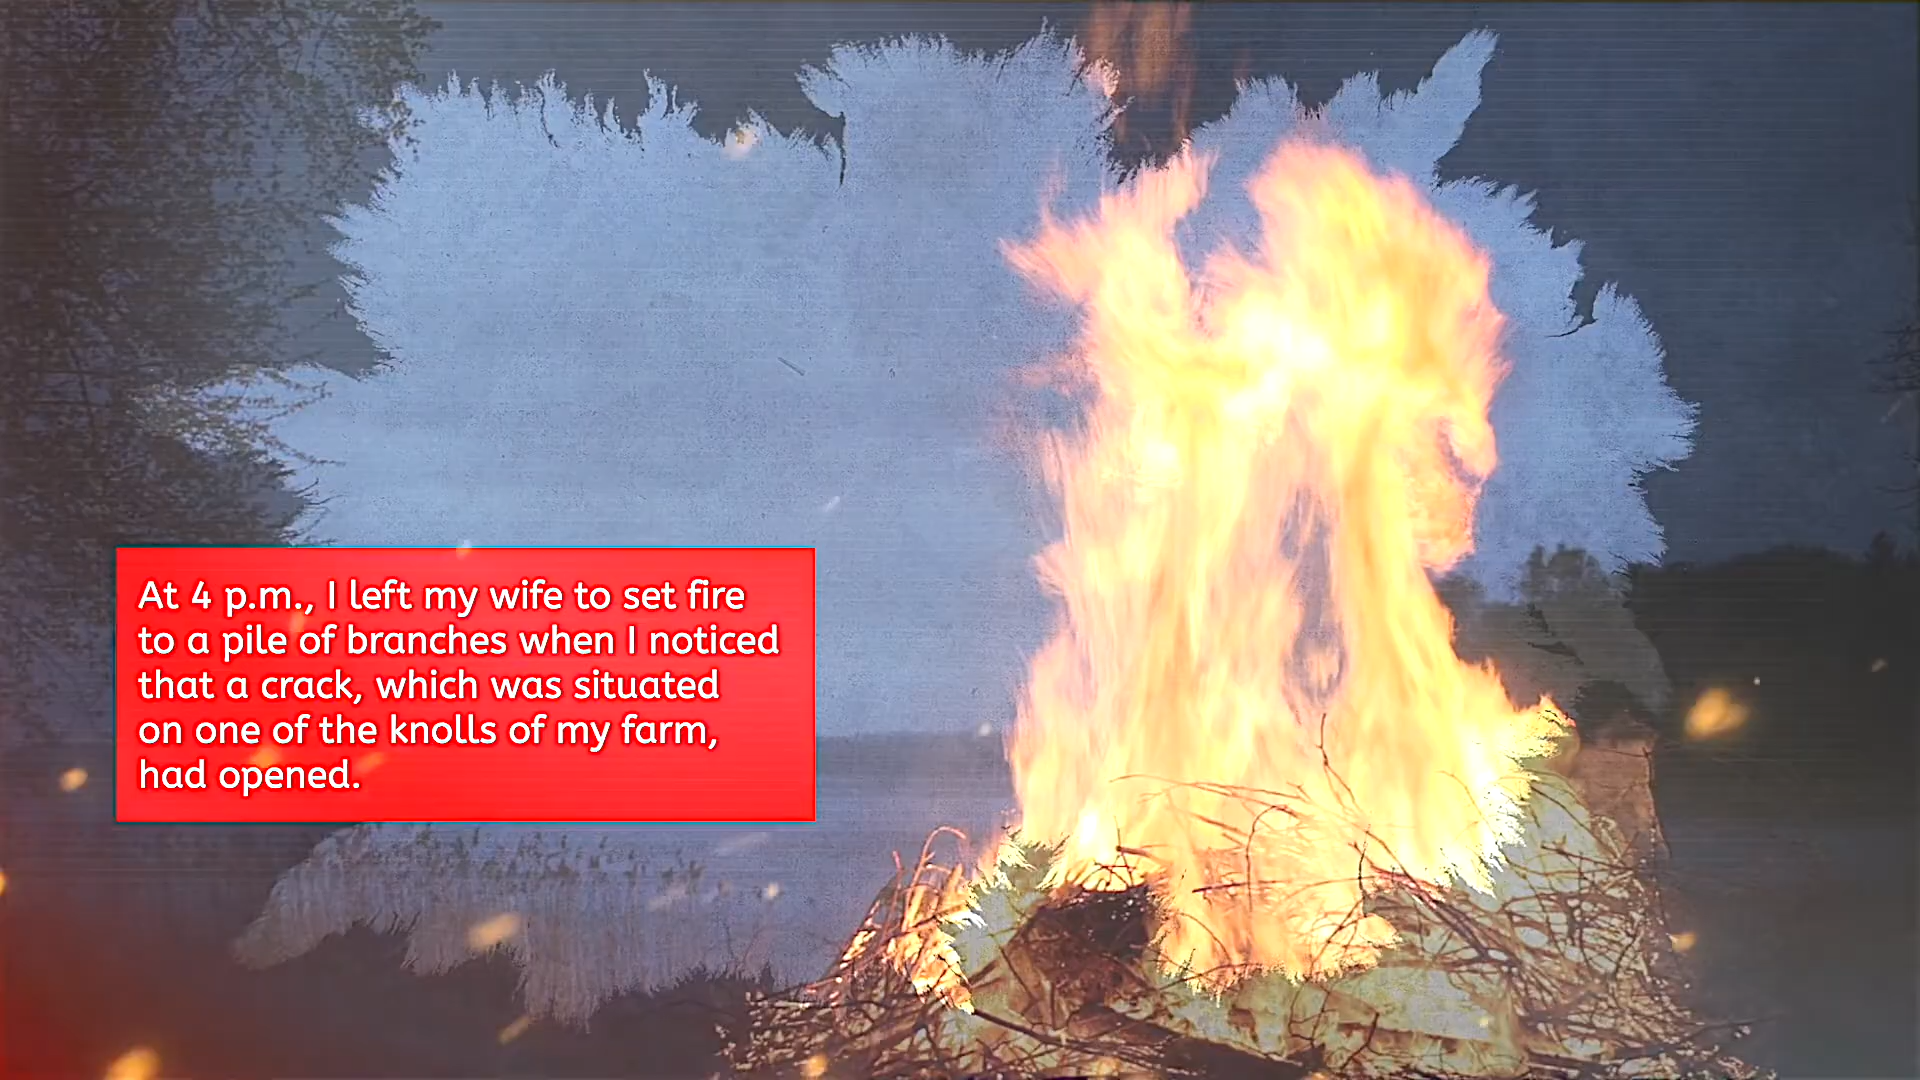 At 4 p.m., I left my wife to set fire
to a pile of branches when I noticed
that a crack, which was situated
on one of the knolls of my farm,
had opened.